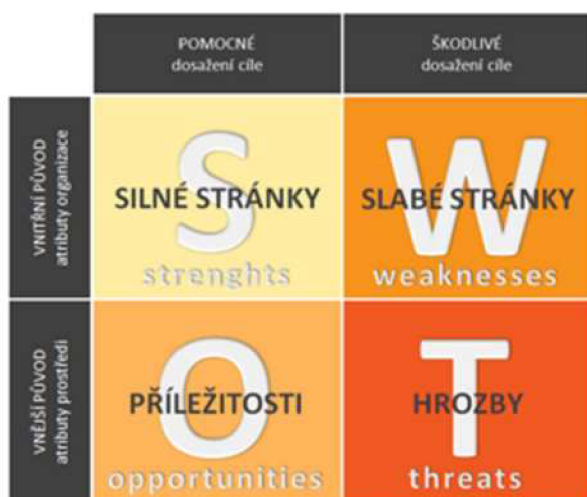 POMOCNÉ
dosažení cíle
ŠKODLIVÉ
dosažení cíle
VNITŘNÍ PŮVOD
atributy organizace
S
SILNÉ STRÁNKY
strenghts
W
SLABÉ STRÁNKY
weaknesses
VNĚJŠÍ PŮVOD
atributy prostředí
O
PŘÍLEŽITOSTI
opportunities
T
HROZBY
threats